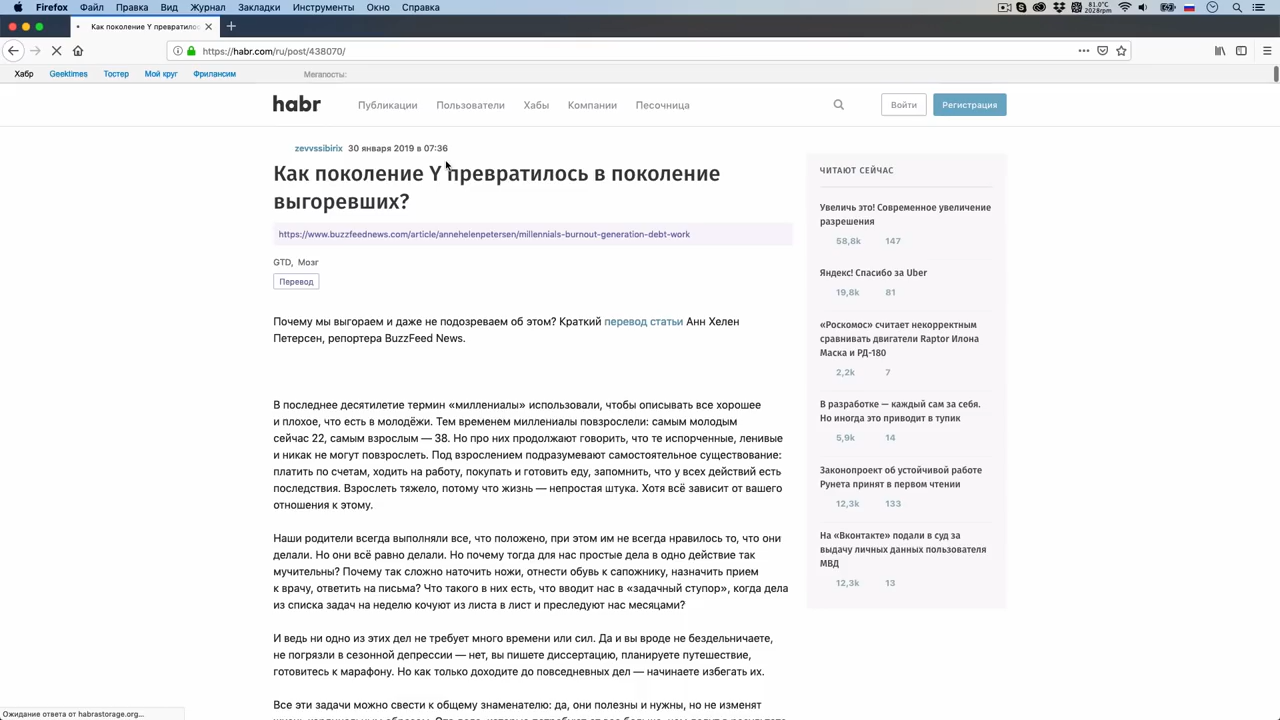 Firefox Файл Правка Вид Журнал Закладки Инструменты Окно Справка
81.0°C
2028rpm
Как поколение Y превратилос
https://habr.com/ru/post/438070/
Хабр Geektimes Тостер Мой круг Фрилансим Мегапосты:
habr Публикации Пользователи Хабы Компании Песочница Войти Регистрация
zevvssibirix 30 января 2019 в 07:36
Как поколение Y превратилось в поколение
выгоревших?
https://www.buzzfeednews.com/article/annehelenpetersen/millennials-burnout-generation-debt-work
GTD, Мозг
Перевод
Почему мы выгораем и даже не подозреваем об этом? Краткий перевод статьи Анн Хелен
Петерсен, репортера BuzzFeed News.
В последнее десятилетие термин «миллениалы» использовали, чтобы описывать все хорошее
и плохое, что есть в молодёжи. Тем временем миллениалы повзрослели: самым молодым
сейчас 22, самым взрослым — 38. Но про них продолжают говорить, что те испорченные, ленивые
и никак не могут повзрослеть. Под взрослением подразумевают самостоятельное существование:
платить по счетам, ходить на работу, покупать и готовить еду, запомнить, что у всех действий есть
последствия. Взрослеть тяжело, потому что жизнь — непростая штука. Хотя всё зависит от вашего
отношения к этому.
Наши родители всегда выполняли все, что положено, при этом им не всегда нравилось то, что они
делали. Но они всё равно делали. Но почему тогда для нас простые дела в одно действие так
мучительны? Почему так сложно наточить ножи, отнести обувь к сапожнику, назначить прием
к врачу, ответить на письма? Что такого в них есть, что вводит нас в «задачный ступор», когда дела
из списка задач на неделю кочуют из листа в лист и преследуют нас месяцами?
И ведь ни одно из этих дел не требует много времени или сил. Да и вы вроде не бездельничаете,
не погрязли в сезонной депрессии — нет, вы пишете диссертацию, планируете путешествие,
готовитесь к марафону. Но как только доходите до повседневных дел — начинаете избегать их.
Все эти задачи можно свести к общему знаменателю: да, они полезны и нужны, но не изменят
ЧИТАЮТ СЕЙЧАС
Увеличь это! Современное увеличение
разрешения
58,8k 147
Яндекс! Спасибо за Uber
19,8k 81
«Роскосмос» считает некорректным
сравнивать двигатели Raptor Илона
Маска и РД-180
2,2k 7
В разработке — каждый сам за себя.
Но иногда это приводит в тупик
5,9k 14
Законопроект об устойчивой работе
Рунета принят в первом чтении
12,3k 133
На «Вконтакте» подали в суд за
выдачу личных данных пользователя
МВД
12,3k 13
Ожидание ответа от habrastorage.org...